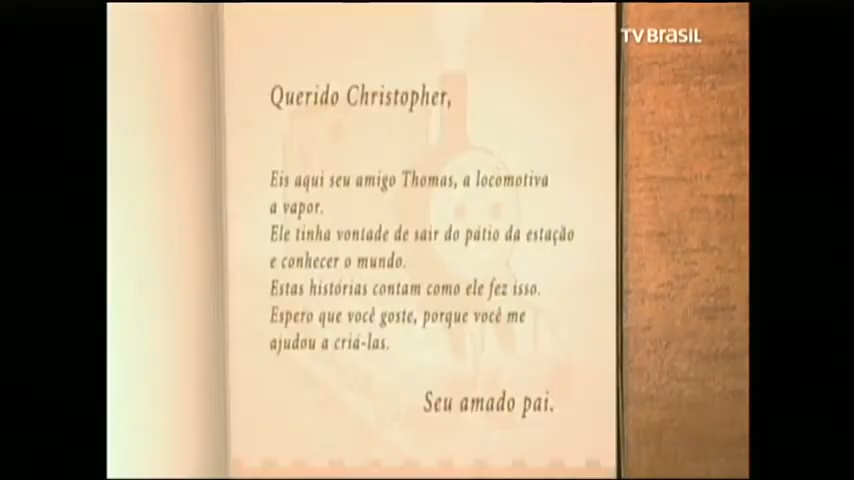 TV Brasil
Querido Christopher,
Eis aqui seu amigo Thomas, a locomotiva
a vapor.
Ele tinha vontade de sair do pátio da estação
e conhecer o mundo.
Estas histórias contam como ele fez isso.
Espero que você goste, porque você me
ajudou a criá-las.
Seu amado pai.